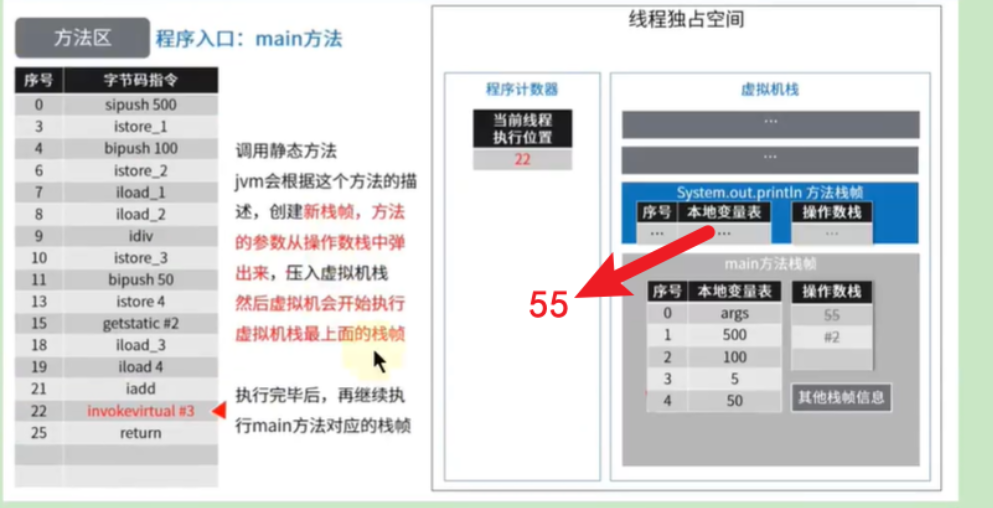 方法区
程序入口：main方法
序号 字节码指令
0 sipush 500
3 istore_1
4 bipush 100
6 istore_2
7 iload_1
8 iload_2
9 idiv
10 istore_3
11 bipush 50
13 istore 4
15 getstatic #2
18 iload_3
19 iload 4
21 iadd
22 invokevirtual #3
25 return
调用静态方法
jvm会根据这个方法的描
述，创建新栈帧，方法
的参数从操作数栈中弹
出来，压入虚拟机栈
然后虚拟机会开始执行
虚拟机栈最上面的栈帧
执行完毕后，再继续执
行main方法对应的栈帧
线程独占空间
程序计数器
当前线程
执行位置
22
虚拟机栈
...
...
System.out.println 方法栈帧
序号 本地变量表 操作数栈
... ... ...
55
main方法栈帧
序号 本地变量表 操作数栈
0 args 55
1 500 #2
2 100
3 5
4 50
其他栈帧信息